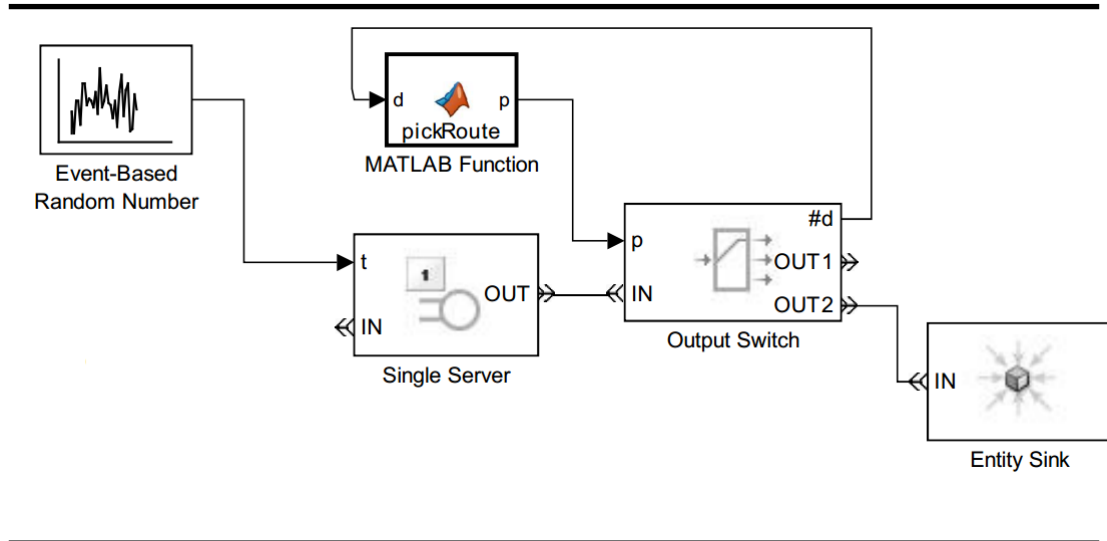 d
p
pickRoute
MATLAB Function
Event-Based
Random Number
#d
p
OUT1
IN
OUT2
Output Switch
t
1
OUT
IN
Single Server
IN
Entity Sink